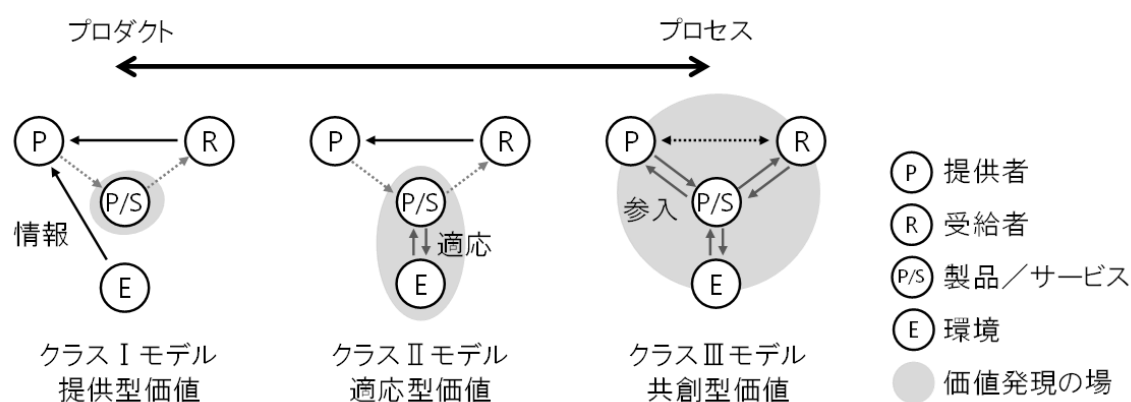 プロダクト
プロセス
P
R
P/S
情報
E
クラスⅠモデル
提供型価値
P
R
P/S
適応
E
クラスⅡモデル
適応型価値
P
R
P/S
参入
E
クラスⅢモデル
共創型価値
P 提供者
R 受給者
P/S 製品／サービス
E 環境
価値発現の場